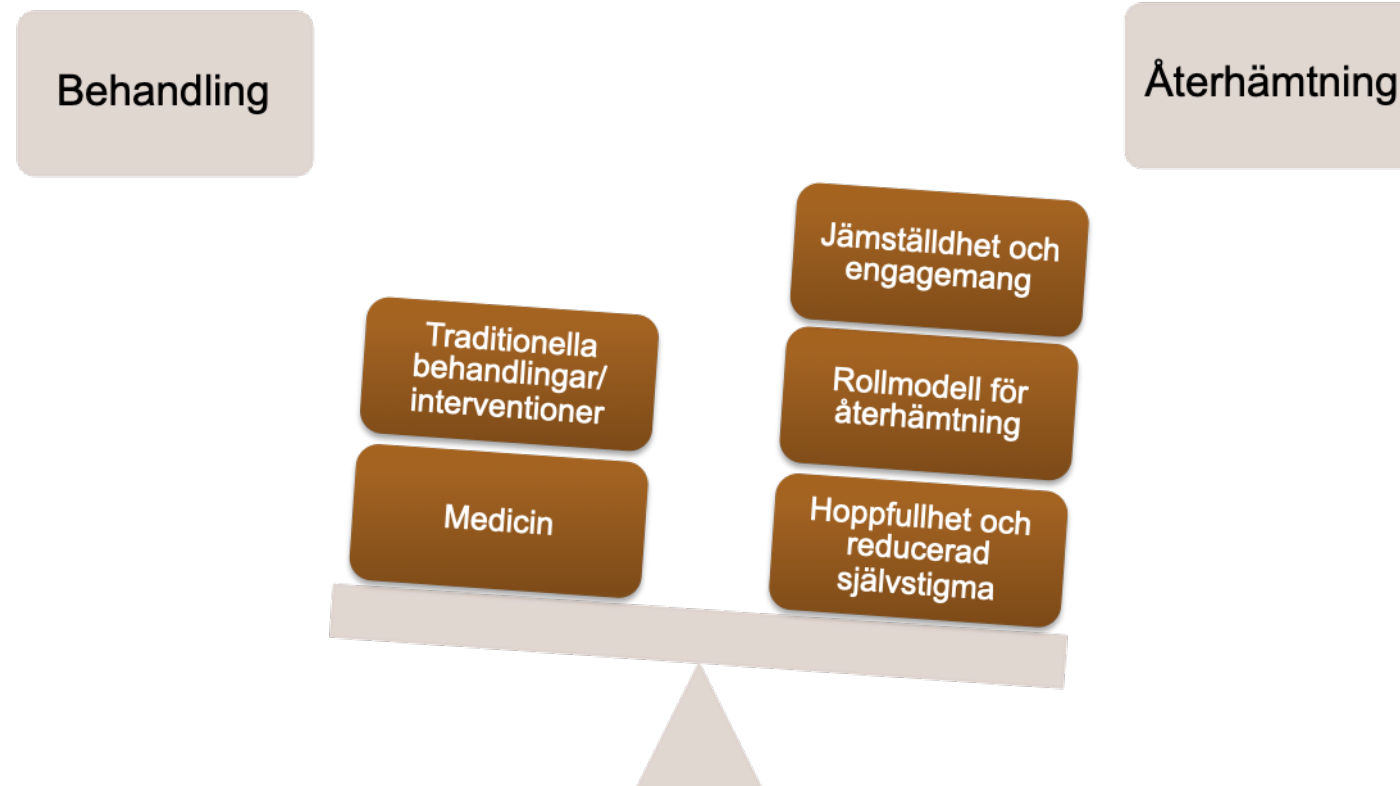 Behandling
Återhämtning
Traditionella
behandlingar/
interventioner
Medicin
Jämställdhet och
engagemang
Rollmodell för
återhämtning
Hoppfullhet och
reducerad
självstigma